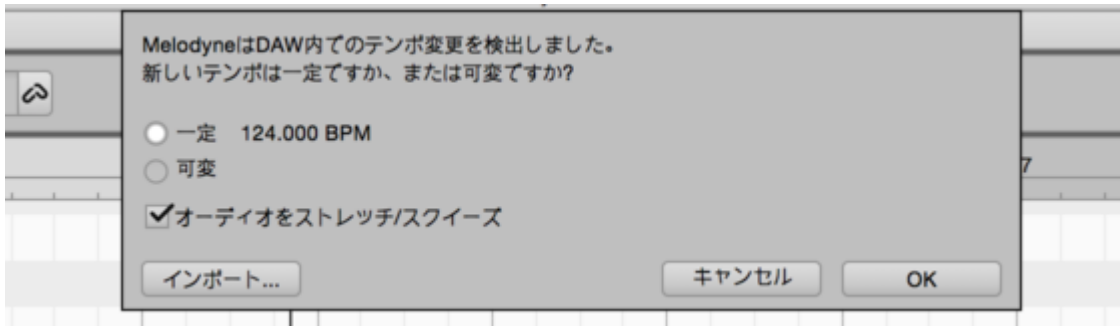 MelodyneはDAW内でのテンポ変更を検出しました。
新しいテンポは一定ですか、または可変ですか?
一定 124.000 BPM
可変
7
オーディオをストレッチ/スクイーズ
インポート... キャンセル OK